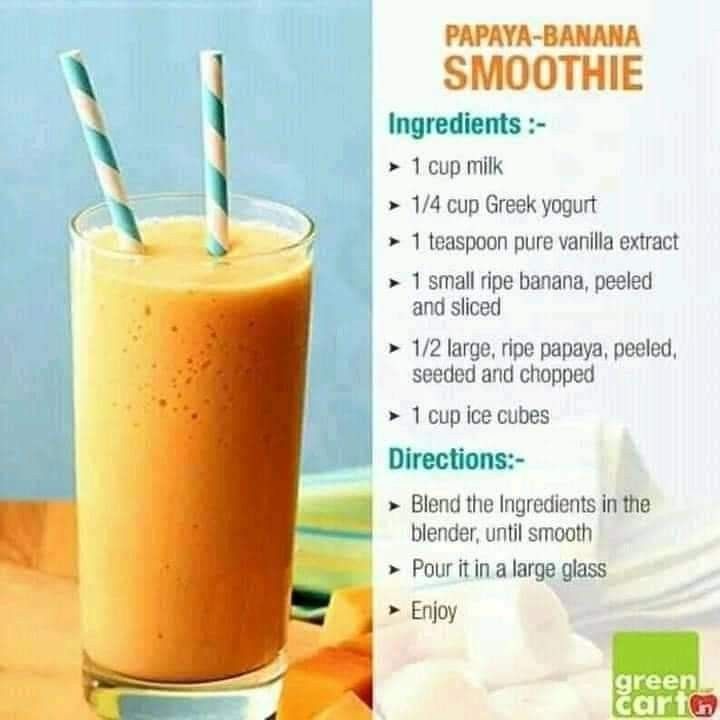 PAPAYA-BANANA
SMOOTHIE
Ingredients :-
➤ 1 cup milk
➤ 1/4 cup Greek yogurt
➤ 1 teaspoon pure vanilla extract
➤ 1 small ripe banana, peeled
and sliced
➤ 1/2 large, ripe papaya, peeled,
seeded and chopped
➤ 1 cup ice cubes
Directions:-
➤ Blend the Ingredients in the
blender, until smooth
➤ Pour it in a large glass
➤ Enjoy
green
cart in